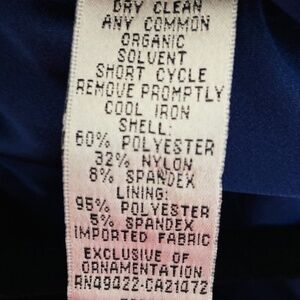 DRY CLEAN
ANY COMMON
ORGANIC
SOLVENT
SHORT CYCLE
REMOVE PROMPTLY
COOL IRON
SHELL:
60% POLYESTER
32% NYLON
8% SPANDEX
LINING:
95% POLYESTER
5% SPANDEX
IMPORTED FABRIC
EXCLUSIVE OF
ORNAMENTATION
RN49422-CA21472